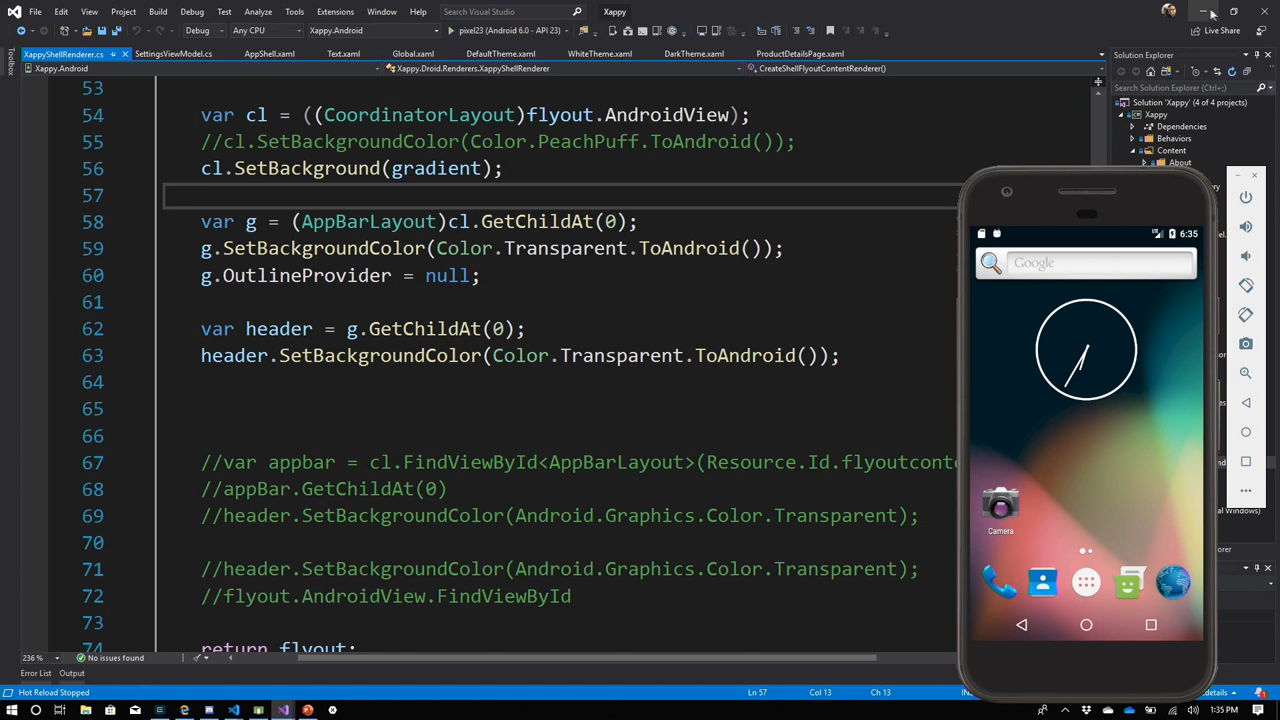 File Edit View Project Build Debug Test Analyze Tools Extensions Window Help Search Visual Studio Xappy
Debug Any CPU Xappy.Android pixel23 (Android 6.0 - API 23) Live Share
XappyShellRenderer.cs SettingsViewModel.cs AppShell.xaml Text.xaml Global.xaml DefaultTheme.xaml WhiteTheme.xaml DarkTheme.xaml ProductDetailsPage.xaml
Toolbox
Xappy.Android Xappy.Droid.Renderers.XappyShellRenderer CreateShellFlyoutContentRenderer()
53
54 var cl = ((CoordinatorLayout)flyout.AndroidView);
55 //cl.SetBackgroundColor(Color.PeachPuff.ToAndroid());
56 cl.SetBackground(gradient);
57
58 var g = (AppBarLayout)cl.GetChildAt(0);
59 g.SetBackgroundColor(Color.Transparent.ToAndroid());
60 g.OutlineProvider = null;
61
62 var header = g.GetChildAt(0);
63 header.SetBackgroundColor(Color.Transparent.ToAndroid());
64
65
66
67 //var appbar = cl.FindViewById<AppBarLayout>(Resource.Id.flyoutconte
68 //appBar.GetChildAt(0)
69 //header.SetBackgroundColor(Android.Graphics.Color.Transparent);
70
71 //header.SetBackgroundColor(Android.Graphics.Color.Transparent);
72 //flyout.AndroidView.FindViewById
73
74 return flyout;
236 % No issues found
Error List Output
Hot Reload Stopped Ln 57 Col 13 Ch 13 details 1
Solution Explorer
Search Solution Explorer (Ctrl+;)
Solution 'Xappy' (4 of 4 projects)
Xappy
Dependencies
Behaviors
Content
About
6:35
Google
Camera
1:35 PM